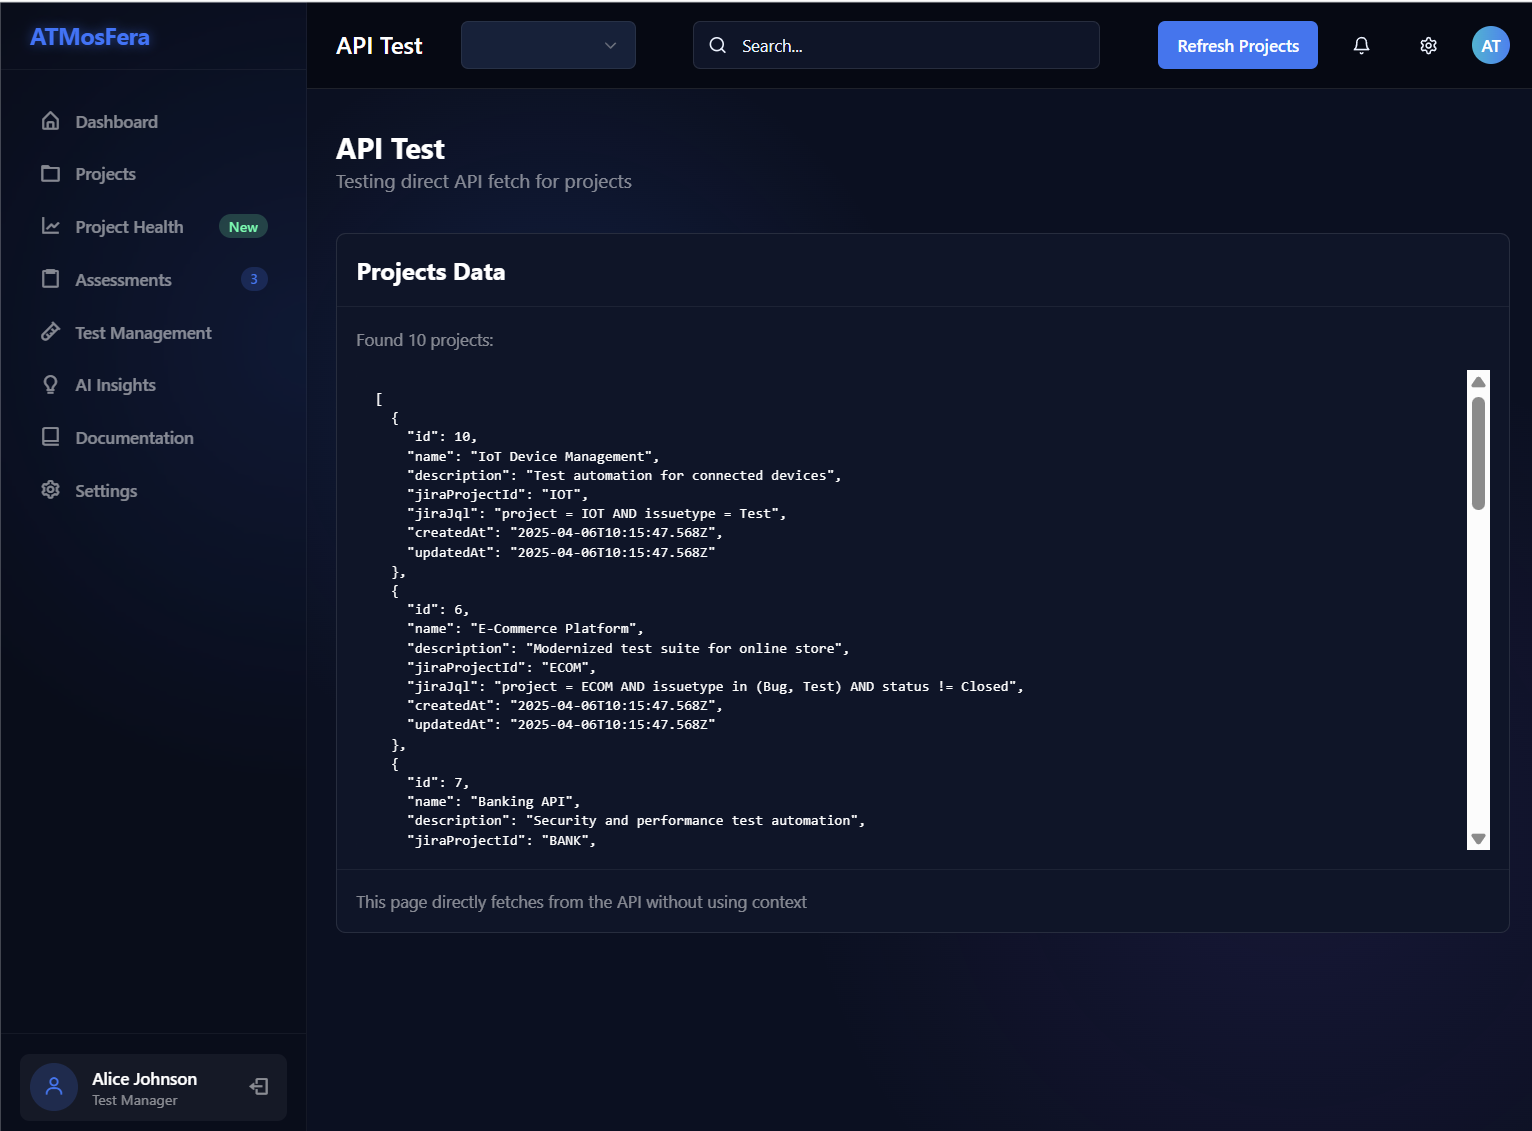 ATMosFera
API Test
Search...
Refresh Projects
AT
Dashboard
Projects
Project Health
New
Assessments
3
Test Management
AI Insights
Documentation
Settings
API Test
Testing direct API fetch for projects
Projects Data
Found 10 projects:
[
{
"id": 10,
"name": "IoT Device Management",
"description": "Test automation for connected devices",
"jiraProjectId": "IOT",
"jiraJql": "project = IOT AND issuetype = Test",
"createdAt": "2025-04-06T10:15:47.568Z",
"updatedAt": "2025-04-06T10:15:47.568Z"
},
{
"id": 6,
"name": "E-Commerce Platform",
"description": "Modernized test suite for online store",
"jiraProjectId": "ECOM",
"jiraJql": "project = ECOM AND issuetype in (Bug, Test) AND status != Closed",
"createdAt": "2025-04-06T10:15:47.568Z",
"updatedAt": "2025-04-06T10:15:47.568Z"
},
{
"id": 7,
"name": "Banking API",
"description": "Security and performance test automation",
"jiraProjectId": "BANK",
This page directly fetches from the API without using context
Alice Johnson
Test Manager